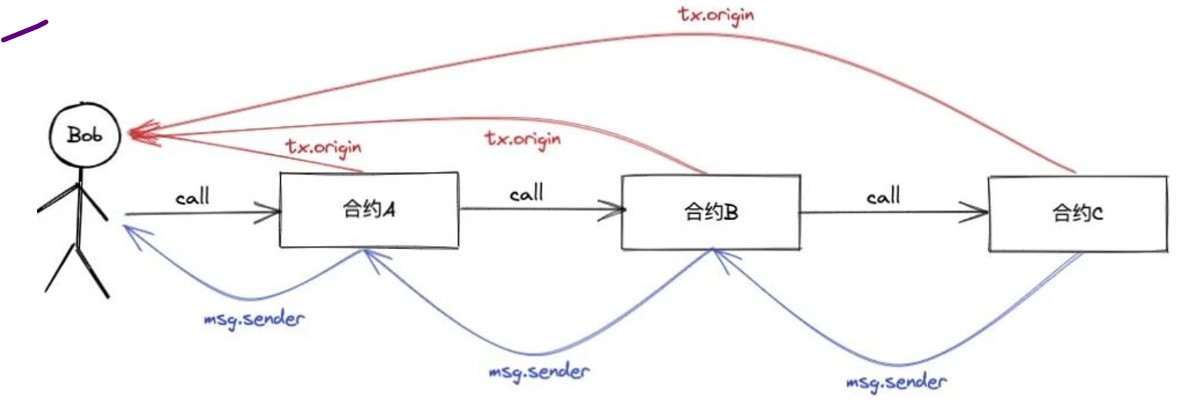 tx.origin
Bob
tx.origin
tx.origin
call
合约A
call
合约B
call
合约C
msg.sender
msg.sender
msg.sender